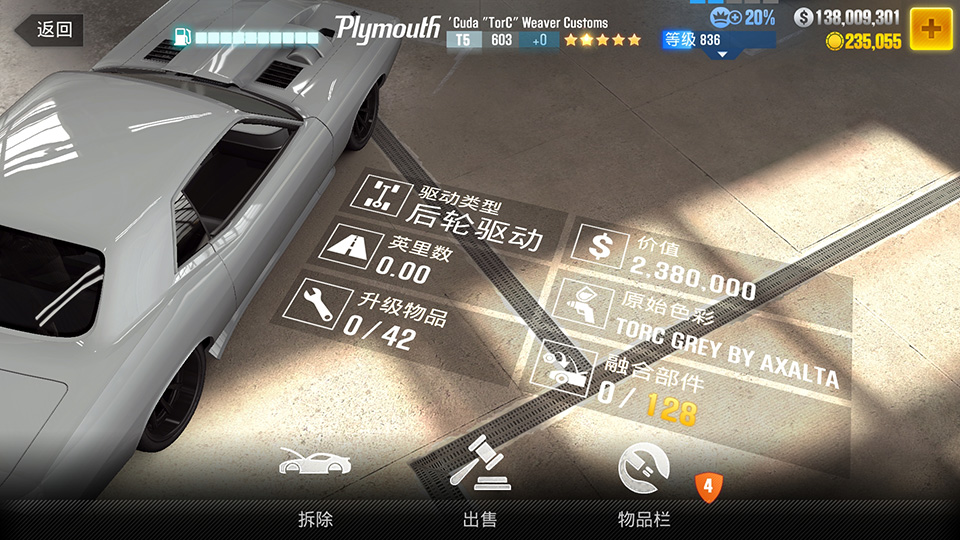 返回
Plymouth
'Cuda "TorC" Weaver Customs
T5 603 +0
等级 836
20%
$ 138,009,301
235,055
驱动类型
后轮驱动
英里数
0.00
升级物品
0/42
价值
2,380,000
原始色彩
TORC GREY BY AXALTA
融合部件
0/128
拆除
出售
物品栏
4